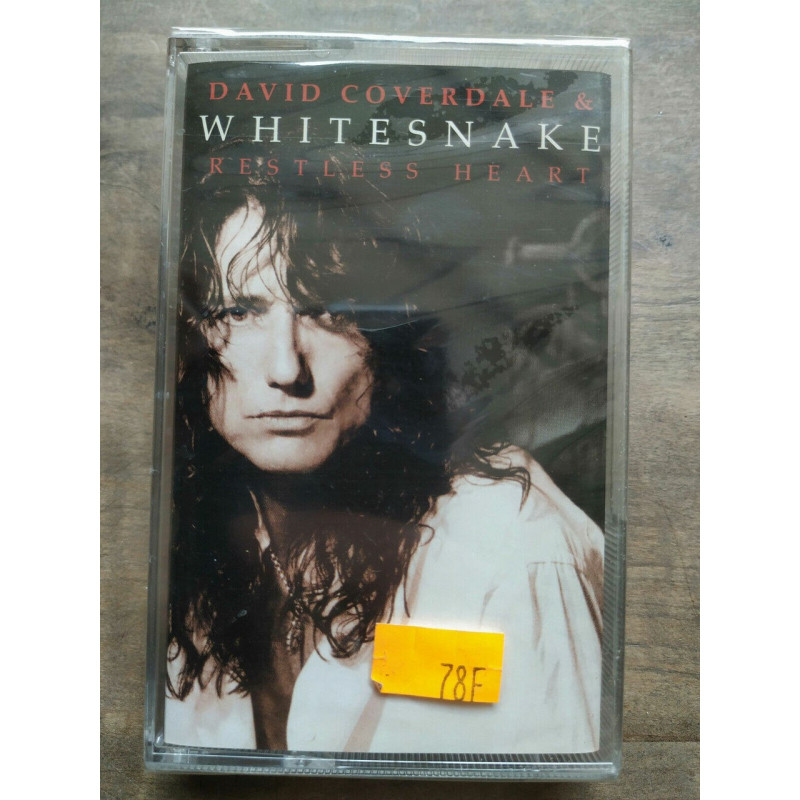 DAVID COVERDALE &
WHITESNAKE
RESTLESS HEART
78F